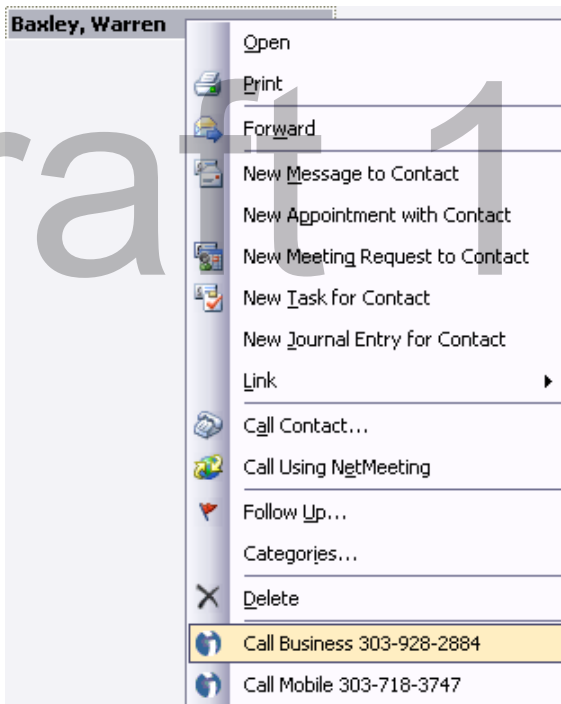 Baxley, Warren
Open
Print
Forward
New Message to Contact
New Appointment with Contact
New Meeting Request to Contact
New Task for Contact
New Journal Entry for Contact
Link
Call Contact...
Call Using NetMeeting
Follow Up...
Categories...
Delete
Call Business 303-928-2884
Call Mobile 303-718-3747
raft 1